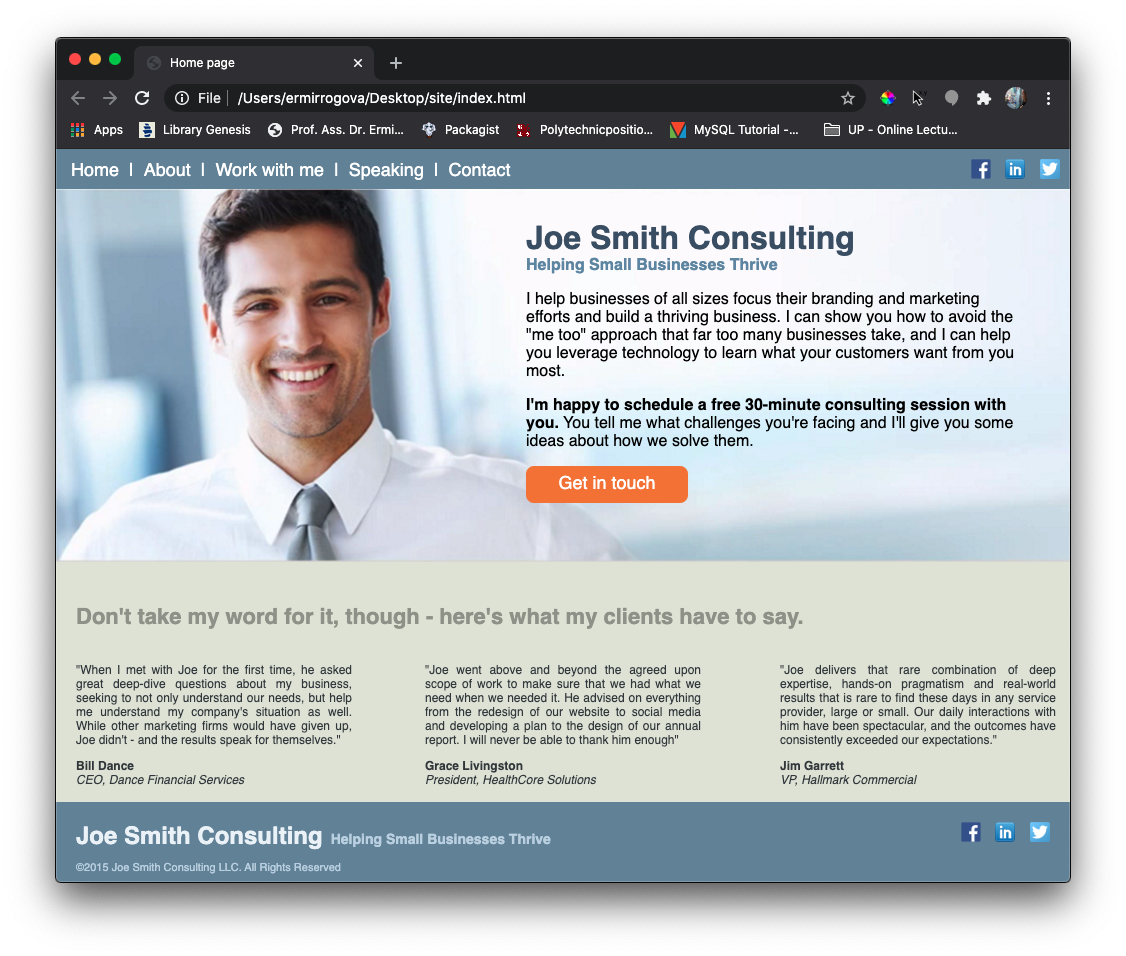 Home page
File
/Users/ermirrogova/Desktop/site/index.html
Apps
Library Genesis
Prof. Ass. Dr. Ermi...
Packagist
Polytechnicpositio...
MySQL Tutorial -...
UP - Online Lectu...
Home | About | Work with me | Speaking | Contact
Joe Smith Consulting
Helping Small Businesses Thrive
I help businesses of all sizes focus their branding and marketing
efforts and build a thriving business. I can show you how to avoid the
"me too" approach that far too many businesses take, and I can help
you leverage technology to learn what your customers want from you
most.
I'm happy to schedule a free 30-minute consulting session with
you. You tell me what challenges you're facing and I'll give you some
ideas about how we solve them.
Get in touch
Don't take my word for it, though - here's what my clients have to say.
"When I met with Joe for the first time, he asked
great deep-dive questions about my business,
seeking to not only understand our needs, but help
me understand my company's situation as well.
While other marketing firms would have given up,
Joe didn't - and the results speak for themselves."
Bill Dance
CEO, Dance Financial Services
"Joe went above and beyond the agreed upon
scope of work to make sure that we had what we
need when we needed it. He advised on everything
from the redesign of our website to social media
and developing a plan to the design of our annual
report. I will never be able to thank him enough"
Grace Livingston
President, HealthCore Solutions
"Joe delivers that rare combination of deep
expertise, hands-on pragmatism and real-world
results that is rare to find these days in any service
provider, large or small. Our daily interactions with
him have been spectacular, and the outcomes have
consistently exceeded our expectations."
Jim Garrett
VP, Hallmark Commercial
Joe Smith Consulting Helping Small Businesses Thrive
©2015 Joe Smith Consulting LLC. All Rights Reserved